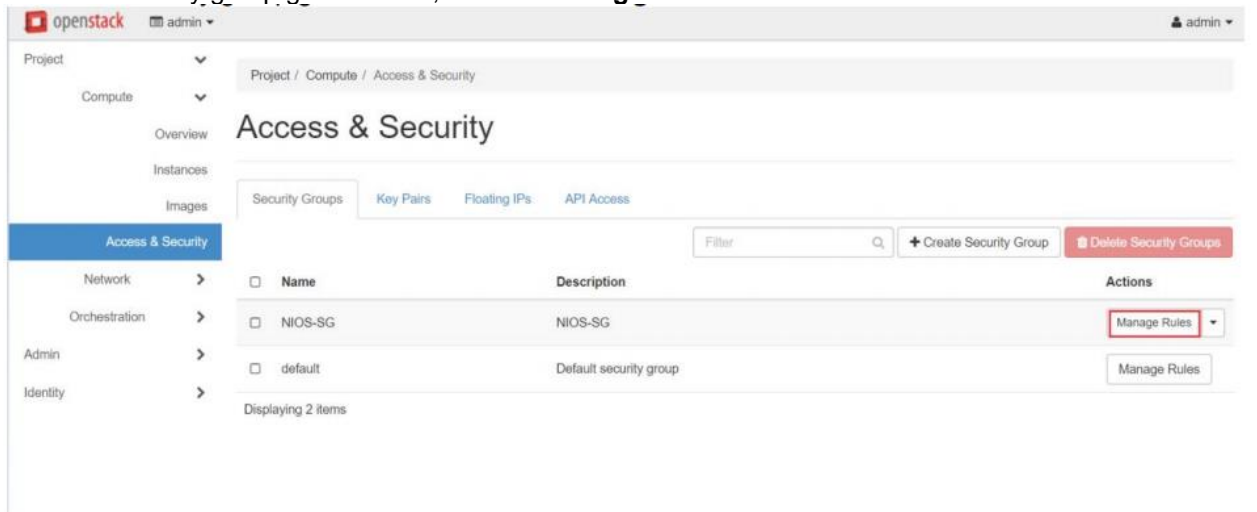 openstack admin admin
Project
Project / Compute / Access & Security
Compute
Access & Security
Overview
Instances
Security Groups Key Pairs Floating IPs API Access
Images
Access & Security
Filter + Create Security Group Delete Security Groups
Network
Name Description Actions
Orchestration
NIOS-SG NIOS-SG Manage Rules
Admin
default Default security group Manage Rules
Identity
Displaying 2 items